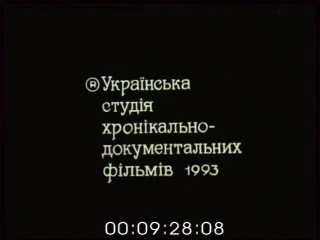 ®Українська
студія
хронікально-
документальних
фільмів 1993
00:09:28:08